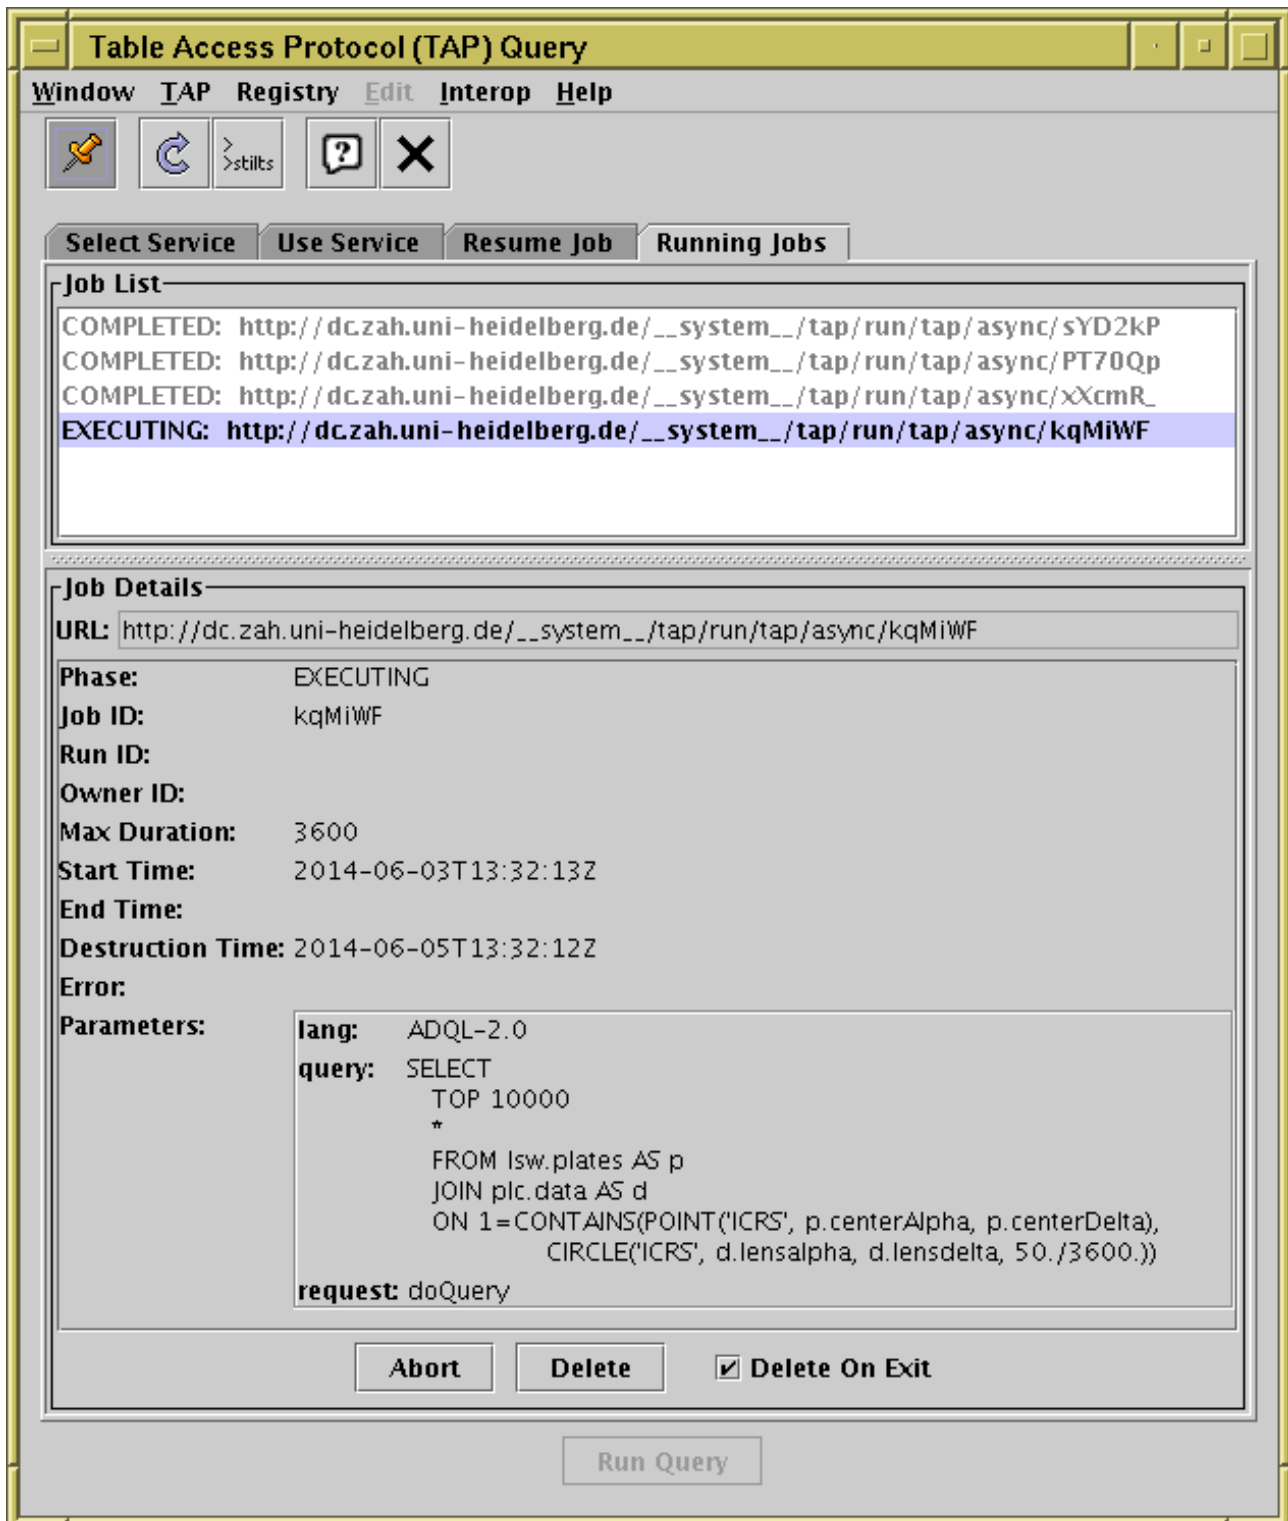 Table Access Protocol (TAP) Query
Window TAP Registry Edit Interop Help
>
>stilts
?
Select Service Use Service Resume Job Running Jobs
Job List
COMPLETED: http://dc.zah.uni-heidelberg.de/__system__/tap/run/tap/async/sYD2kP
COMPLETED: http://dc.zah.uni-heidelberg.de/__system__/tap/run/tap/async/PT70Qp
COMPLETED: http://dc.zah.uni-heidelberg.de/__system__/tap/run/tap/async/xXcmR_
EXECUTING: http://dc.zah.uni-heidelberg.de/__system__/tap/run/tap/async/kqMiWF
Job Details
URL: http://dc.zah.uni-heidelberg.de/__system__/tap/run/tap/async/kqMiWF
Phase: EXECUTING
Job ID: kqMiWF
Run ID:
Owner ID:
Max Duration: 3600
Start Time: 2014-06-03T13:32:13Z
End Time:
Destruction Time: 2014-06-05T13:32:12Z
Error:
Parameters: lang: ADQL-2.0
query: SELECT
TOP 10000
*
FROM lsw.plates AS p
JOIN plc.data AS d
ON 1=CONTAINS(POINT('ICRS', p.centerAlpha, p.centerDelta),
CIRCLE('ICRS', d.lensalpha, d.lensdelta, 50./3600.))
request: doQuery
Abort Delete Delete On Exit
Run Query